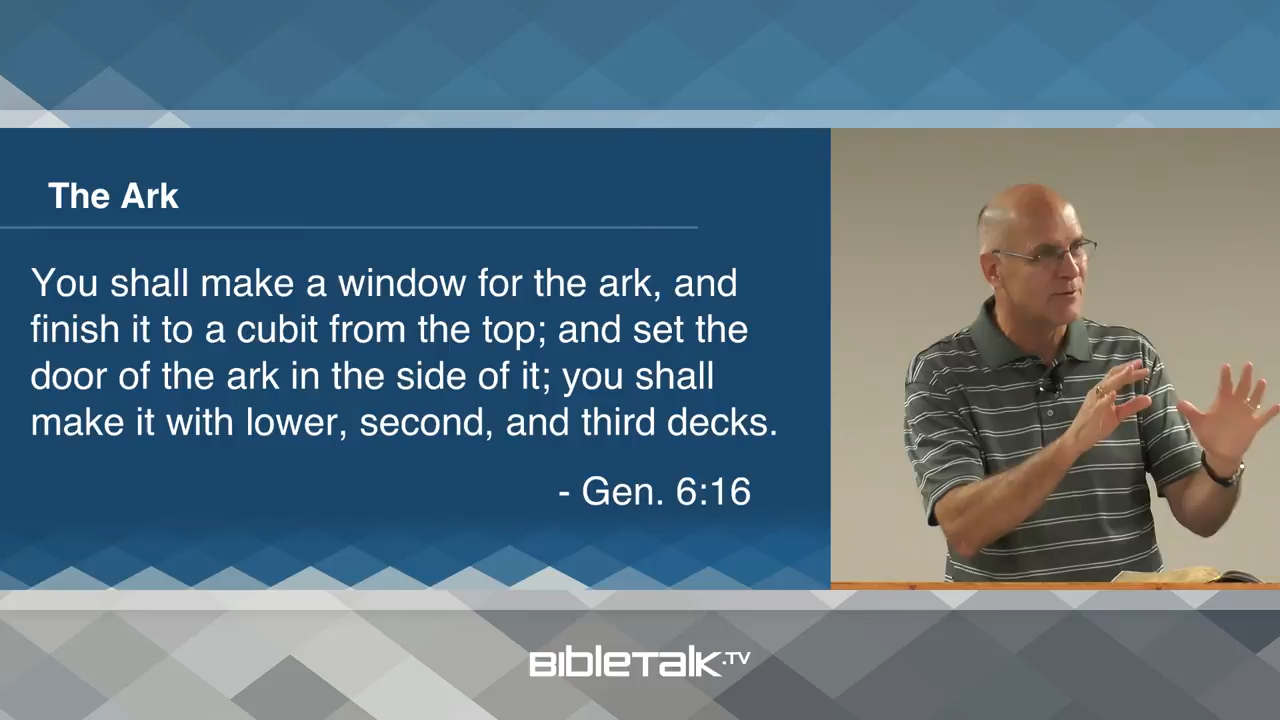 The Ark
You shall make a window for the ark, and
finish it to a cubit from the top; and set the
door of the ark in the side of it; you shall
make it with lower, second, and third decks.
- Gen. 6:16
BIBLETALK.TV